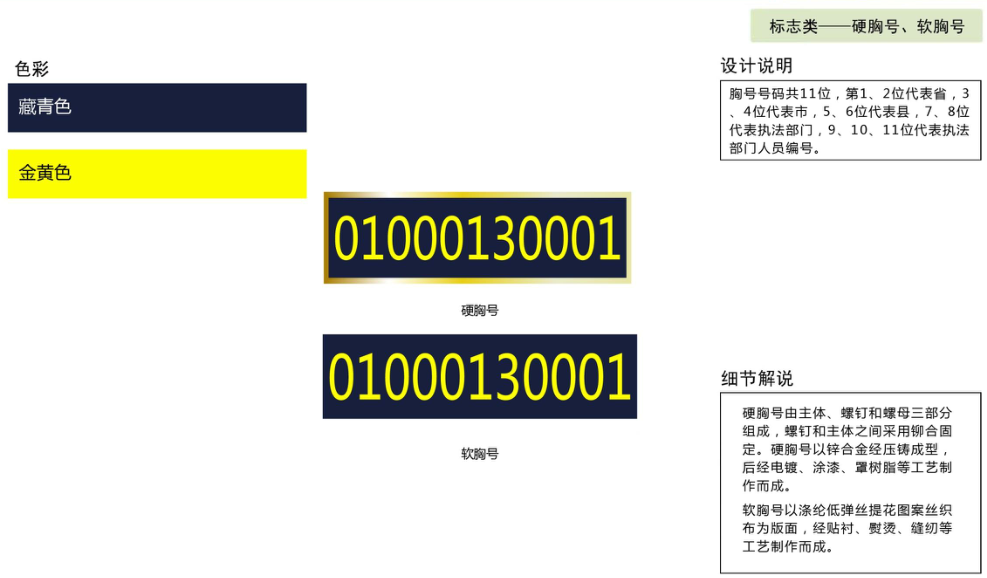 标志类——硬胸号、软胸号
色彩
藏青色
金黄色
01000130001
硬胸号
01000130001
软胸号
设计说明
胸号号码共11位，第1、2位代表省，3
、4位代表市，5、6位代表县，7、8位
代表执法部门，9、10、11位代表执法
部门人员编号。
细节解说
硬胸号由主体、螺钉和螺母三部分
组成，螺钉和主体之间采用铆合固
定。硬胸号以锌合金经压铸成型，
后经电镀、涂漆、罩树脂等工艺制
作而成。
软胸号以涤纶低弹丝提花图案丝织
布为版面，经贴衬、熨烫、缝纫等
工艺制作而成。